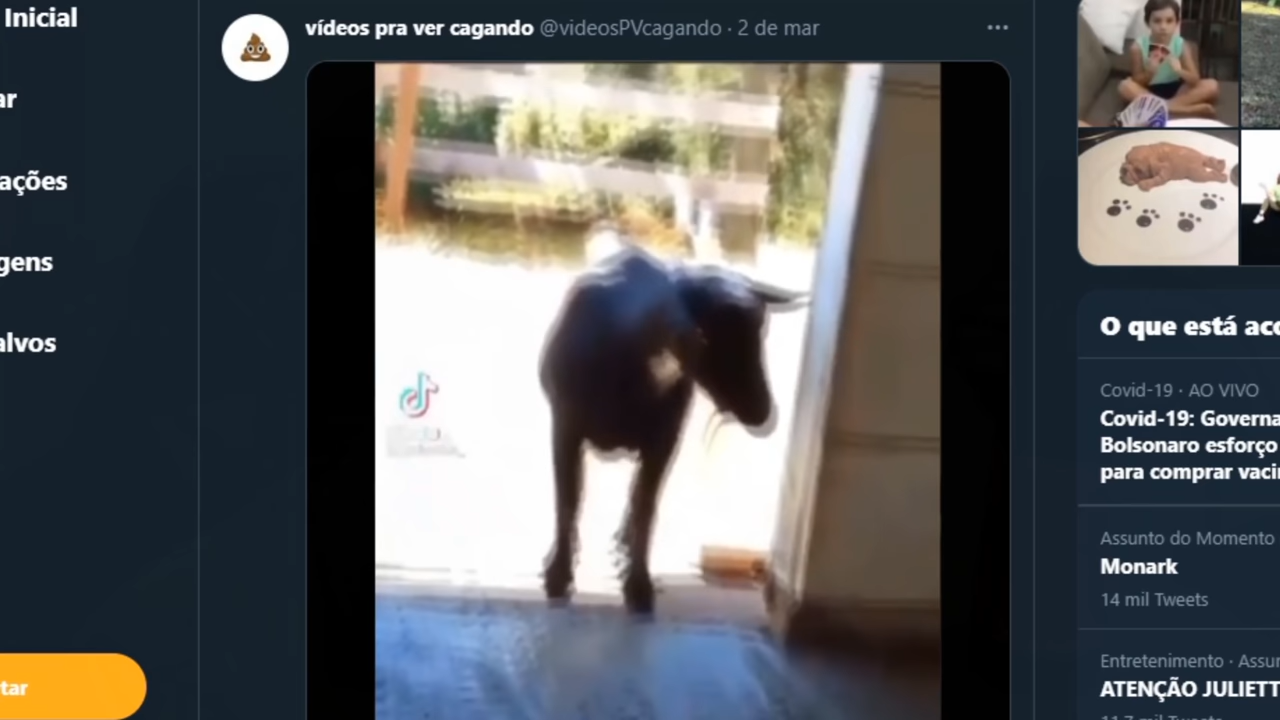 Inicial
ar
ações
gens
alvos
tar
vídeos pra ver cagando @videosPVcagando · 2 de mar
O que está aco
Covid-19 · AO VIVO
Covid-19: Governa
Bolsonaro esforço
para comprar vaci
Assunto do Momento
Monark
14 mil Tweets
Entretenimento · Assun
ATENÇÃO JULIETT